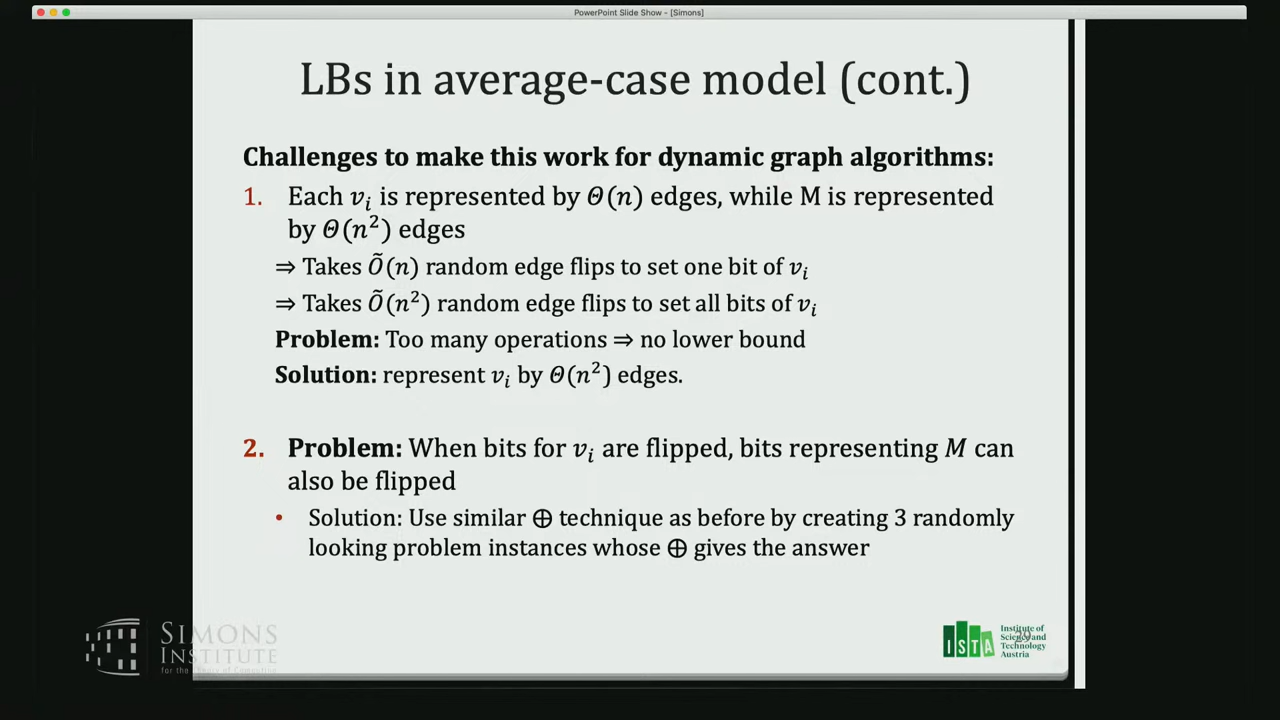 PowerPoint Slide Show - [Simons]
LBs in average-case model (cont.)
Challenges to make this work for dynamic graph algorithms:
1. Each vᵢ is represented by Θ(n) edges, while M is represented
by Θ(n²) edges
⇒ Takes Õ(n) random edge flips to set one bit of vᵢ
⇒ Takes Õ(n²) random edge flips to set all bits of vᵢ
Problem: Too many operations ⇒ no lower bound
Solution: represent vᵢ by Θ(n²) edges.
2. Problem: When bits for vᵢ are flipped, bits representing M can
also be flipped
• Solution: Use similar ⊕ technique as before by creating 3 randomly
looking problem instances whose ⊕ gives the answer
SIMONS
INSTITUTE
for the Theory of Computing
ISTA
Institute of
Science and
Technology
Austria